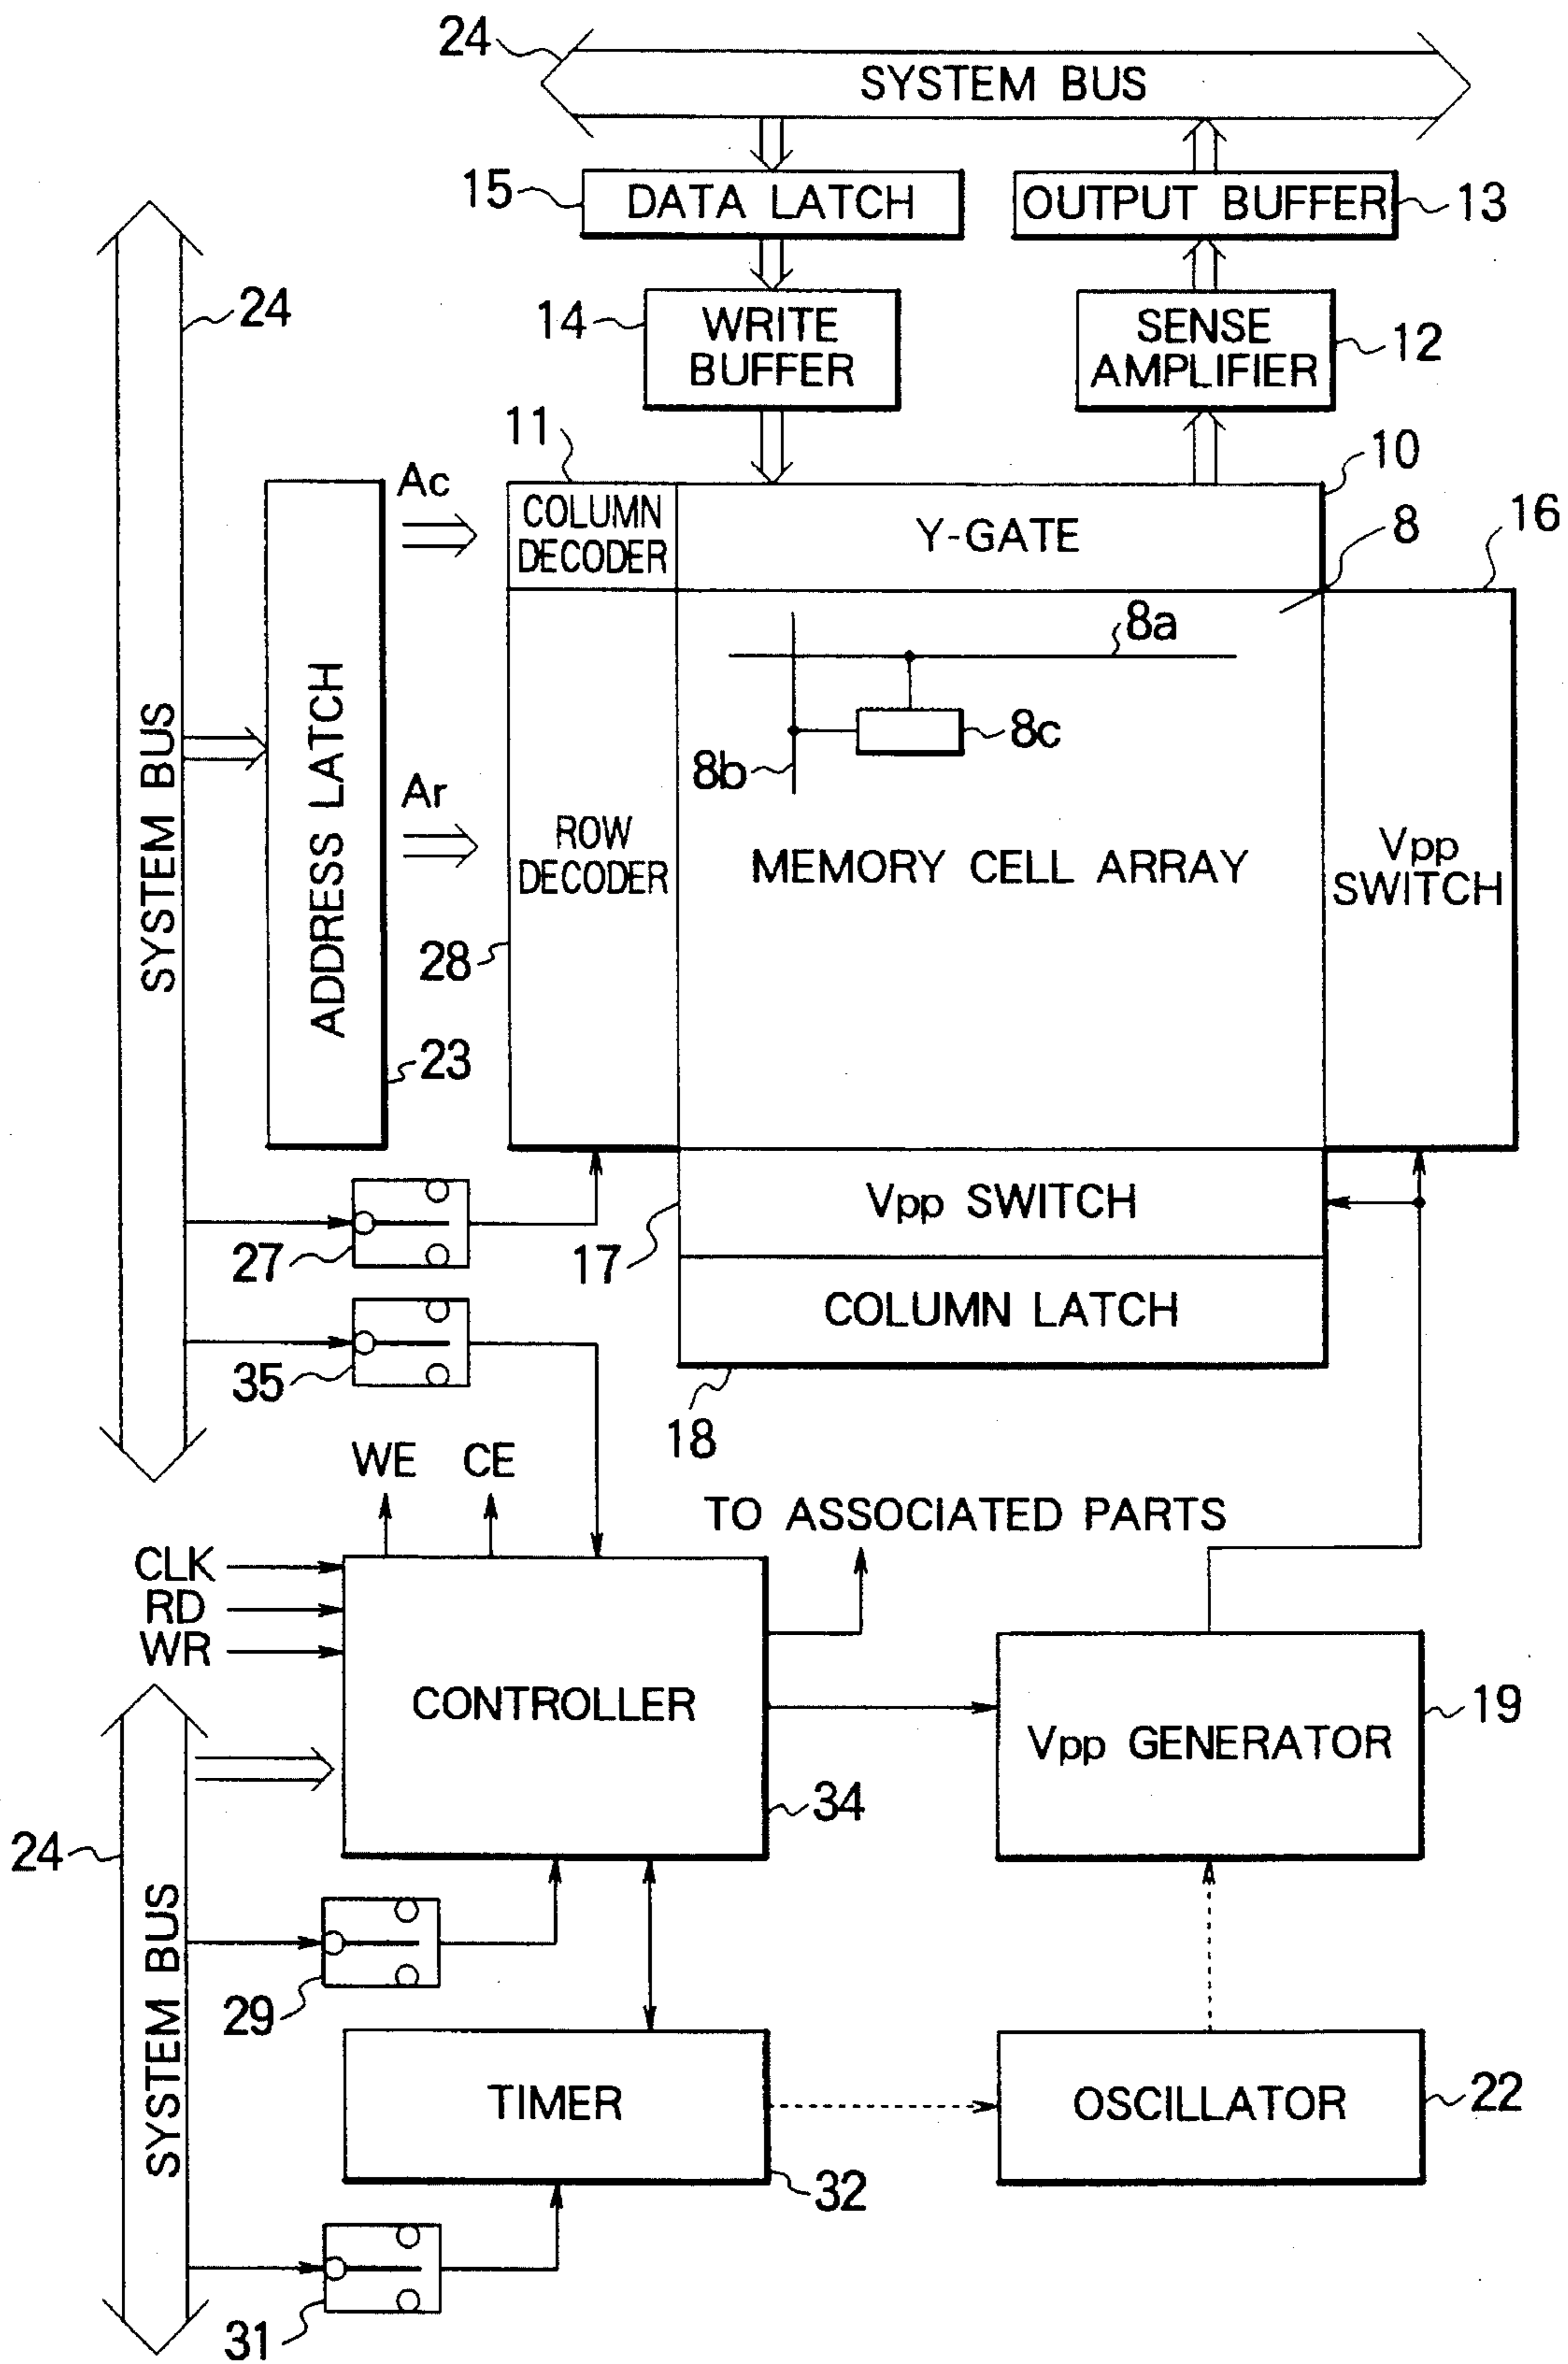 24
SYSTEM BUS
15
DATA LATCH
OUTPUT BUFFER
13
24
14
WRITE
BUFFER
SENSE
AMPLIFIER
12
11
10
Ac
COLUMN
DECODER
Y-GATE
8
16
SYSTEM BUS
ADDRESS LATCH
8a
8c
8b
Ar
ROW
DECODER
MEMORY CELL ARRAY
Vpp
SWITCH
28
23
27
17
Vpp SWITCH
35
COLUMN LATCH
18
WE
CE
TO ASSOCIATED PARTS
CLK
RD
WR
CONTROLLER
34
Vpp GENERATOR
19
24
SYSTEM BUS
29
TIMER
32
OSCILLATOR
22
31